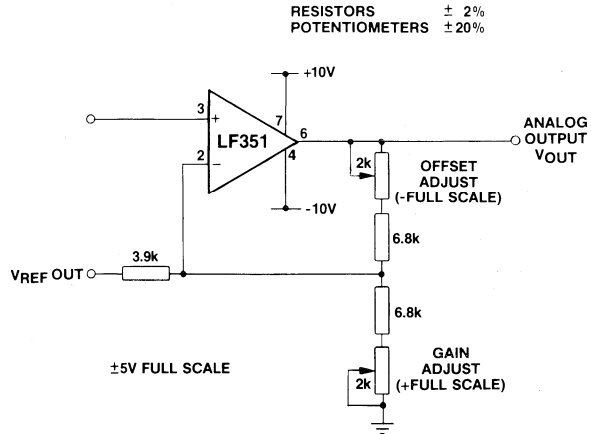 RESISTORS ± 2%
POTENTIOMETERS ±20%
+10V
3
+
7
LF351
6
2
−
4
-10V
ANALOG
OUTPUT
VOUT
2k
OFFSET
ADJUST
(-FULL SCALE)
6.8k
3.9k
VREF OUT
6.8k
±5V FULL SCALE
GAIN
ADJUST
(+FULL SCALE)
2k